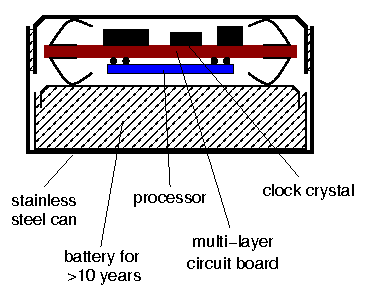 stainless
steel can
processor
clock crystal
battery for
>10 years
multi−layer
circuit board